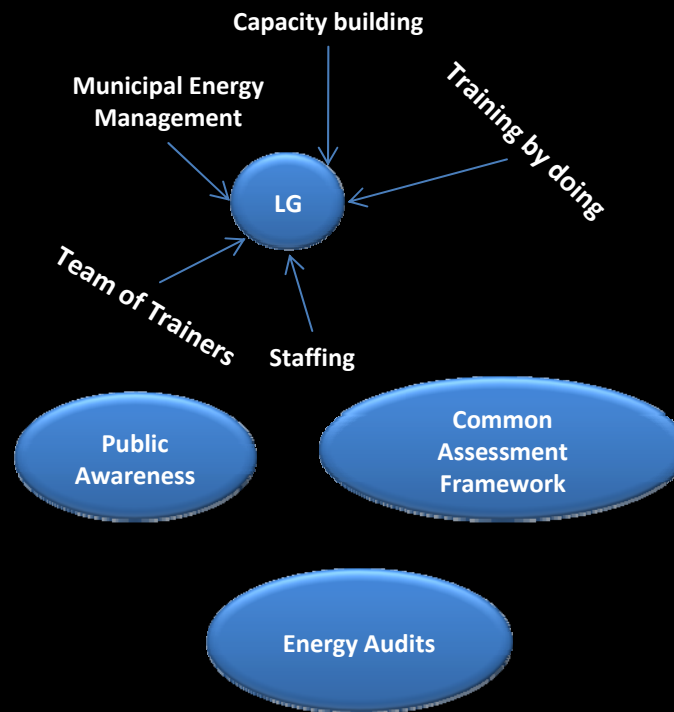 Capacity building
Municipal Energy
Management
Training by doing
LG
Team of Trainers
Staffing
Public
Awareness
Common
Assessment
Framework
Energy Audits